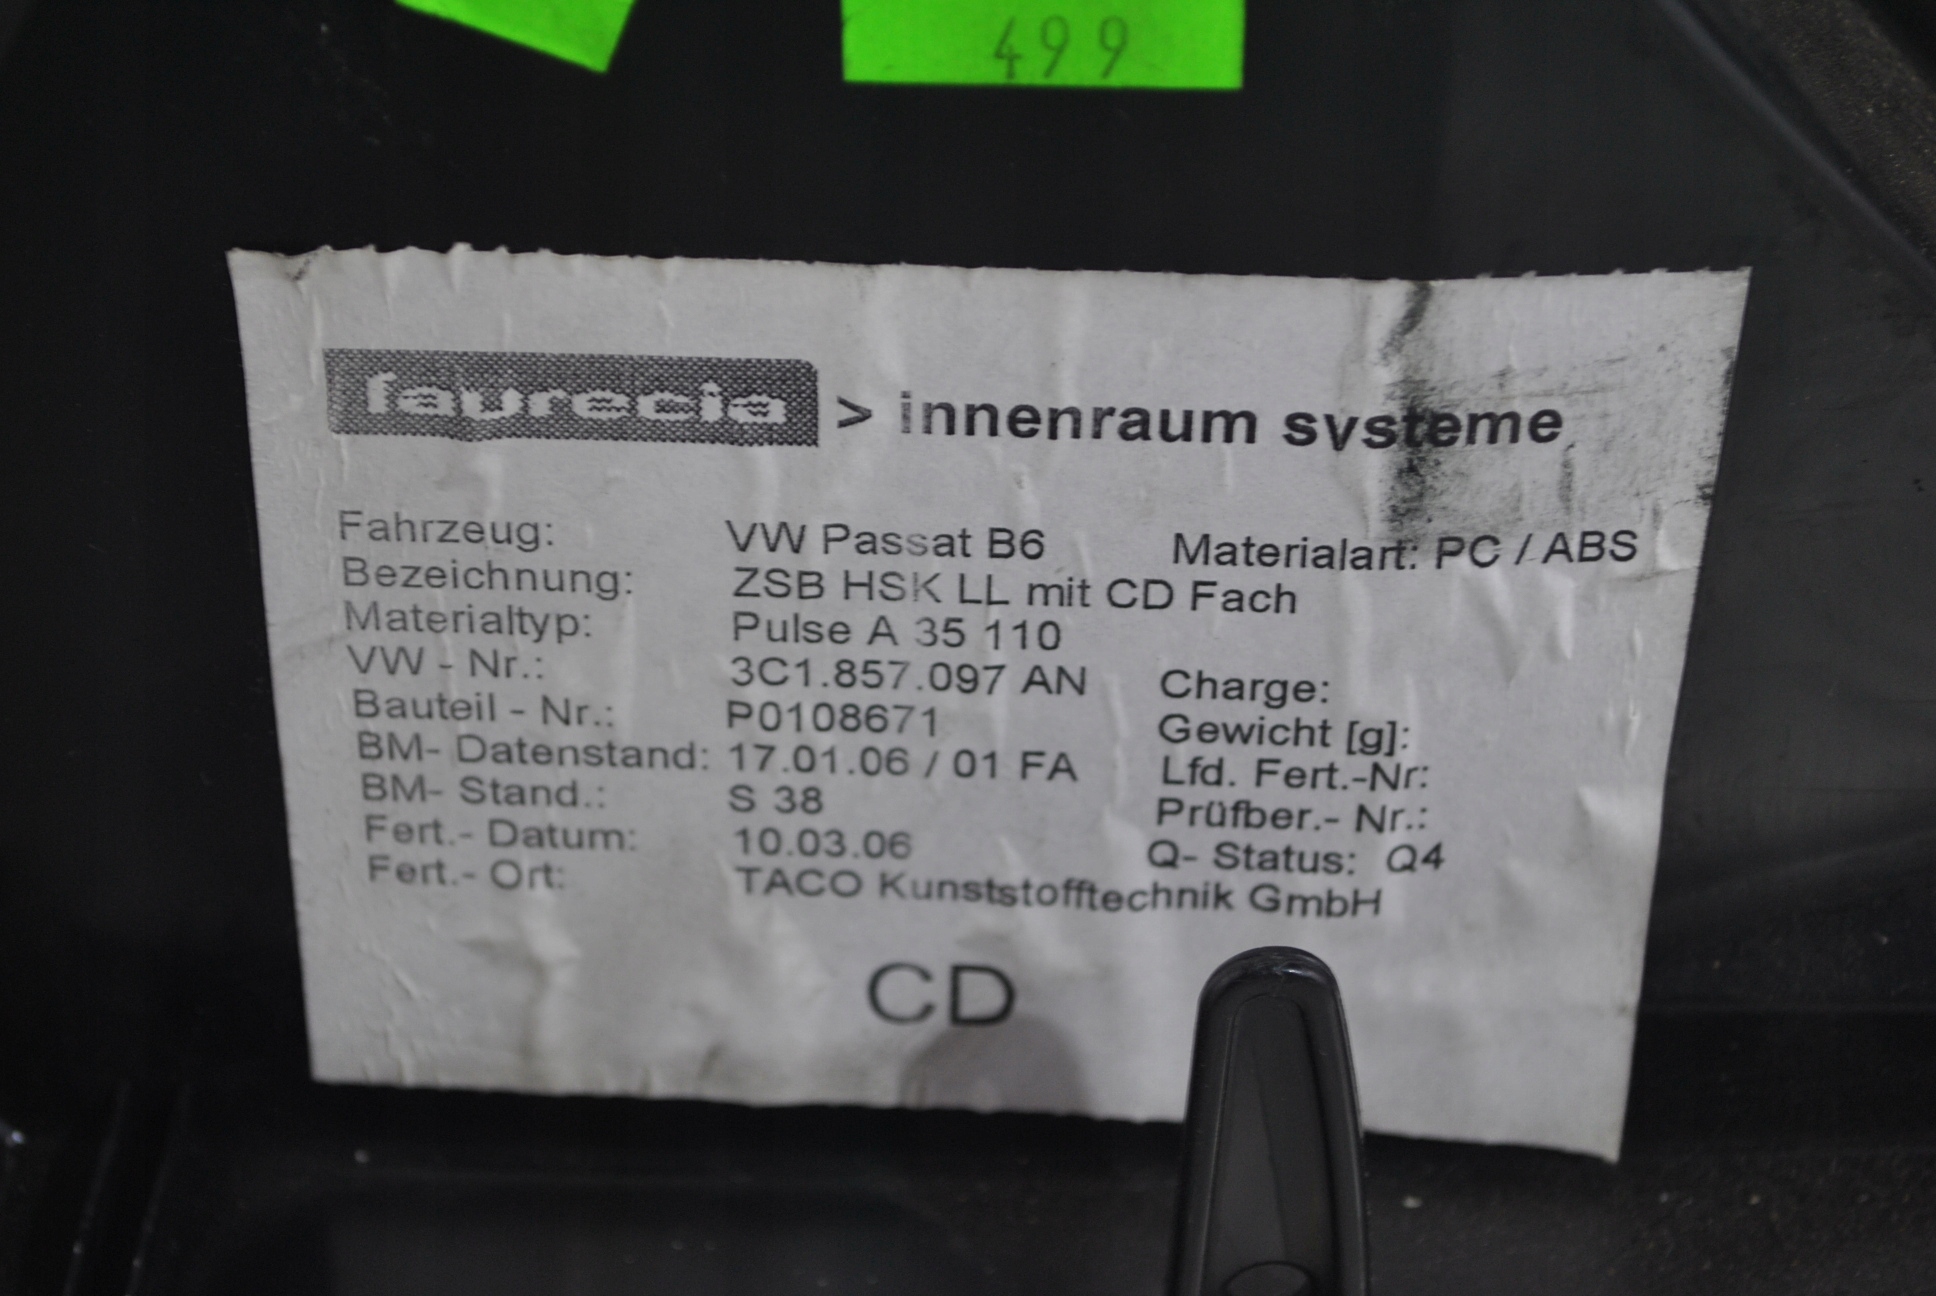 499
faurecia > innenraum systeme
Fahrzeug: VW Passat B6 Materialart: PC / ABS
Bezeichnung: ZSB HSK LL mit CD Fach
Materialtyp: Pulse A 35 110
VW - Nr.: 3C1.857.097 AN Charge:
Bauteil - Nr.: P0108671 Gewicht [g]:
BM- Datenstand: 17.01.06 / 01 FA Lfd. Fert.-Nr:
BM- Stand.: S 38 Prüfber.- Nr.:
Fert.- Datum: 10.03.06 Q- Status: Q4
Fert.- Ort: TACO Kunststofftechnik GmbH
CD